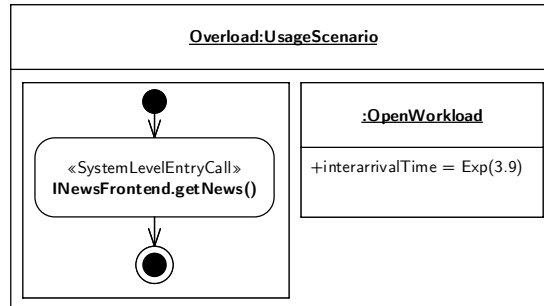 Overload:UsageScenario
«SystemLevelEntryCall»
INewsFrontend.getNews()
:OpenWorkload
+interarrivalTime = Exp(3.9)